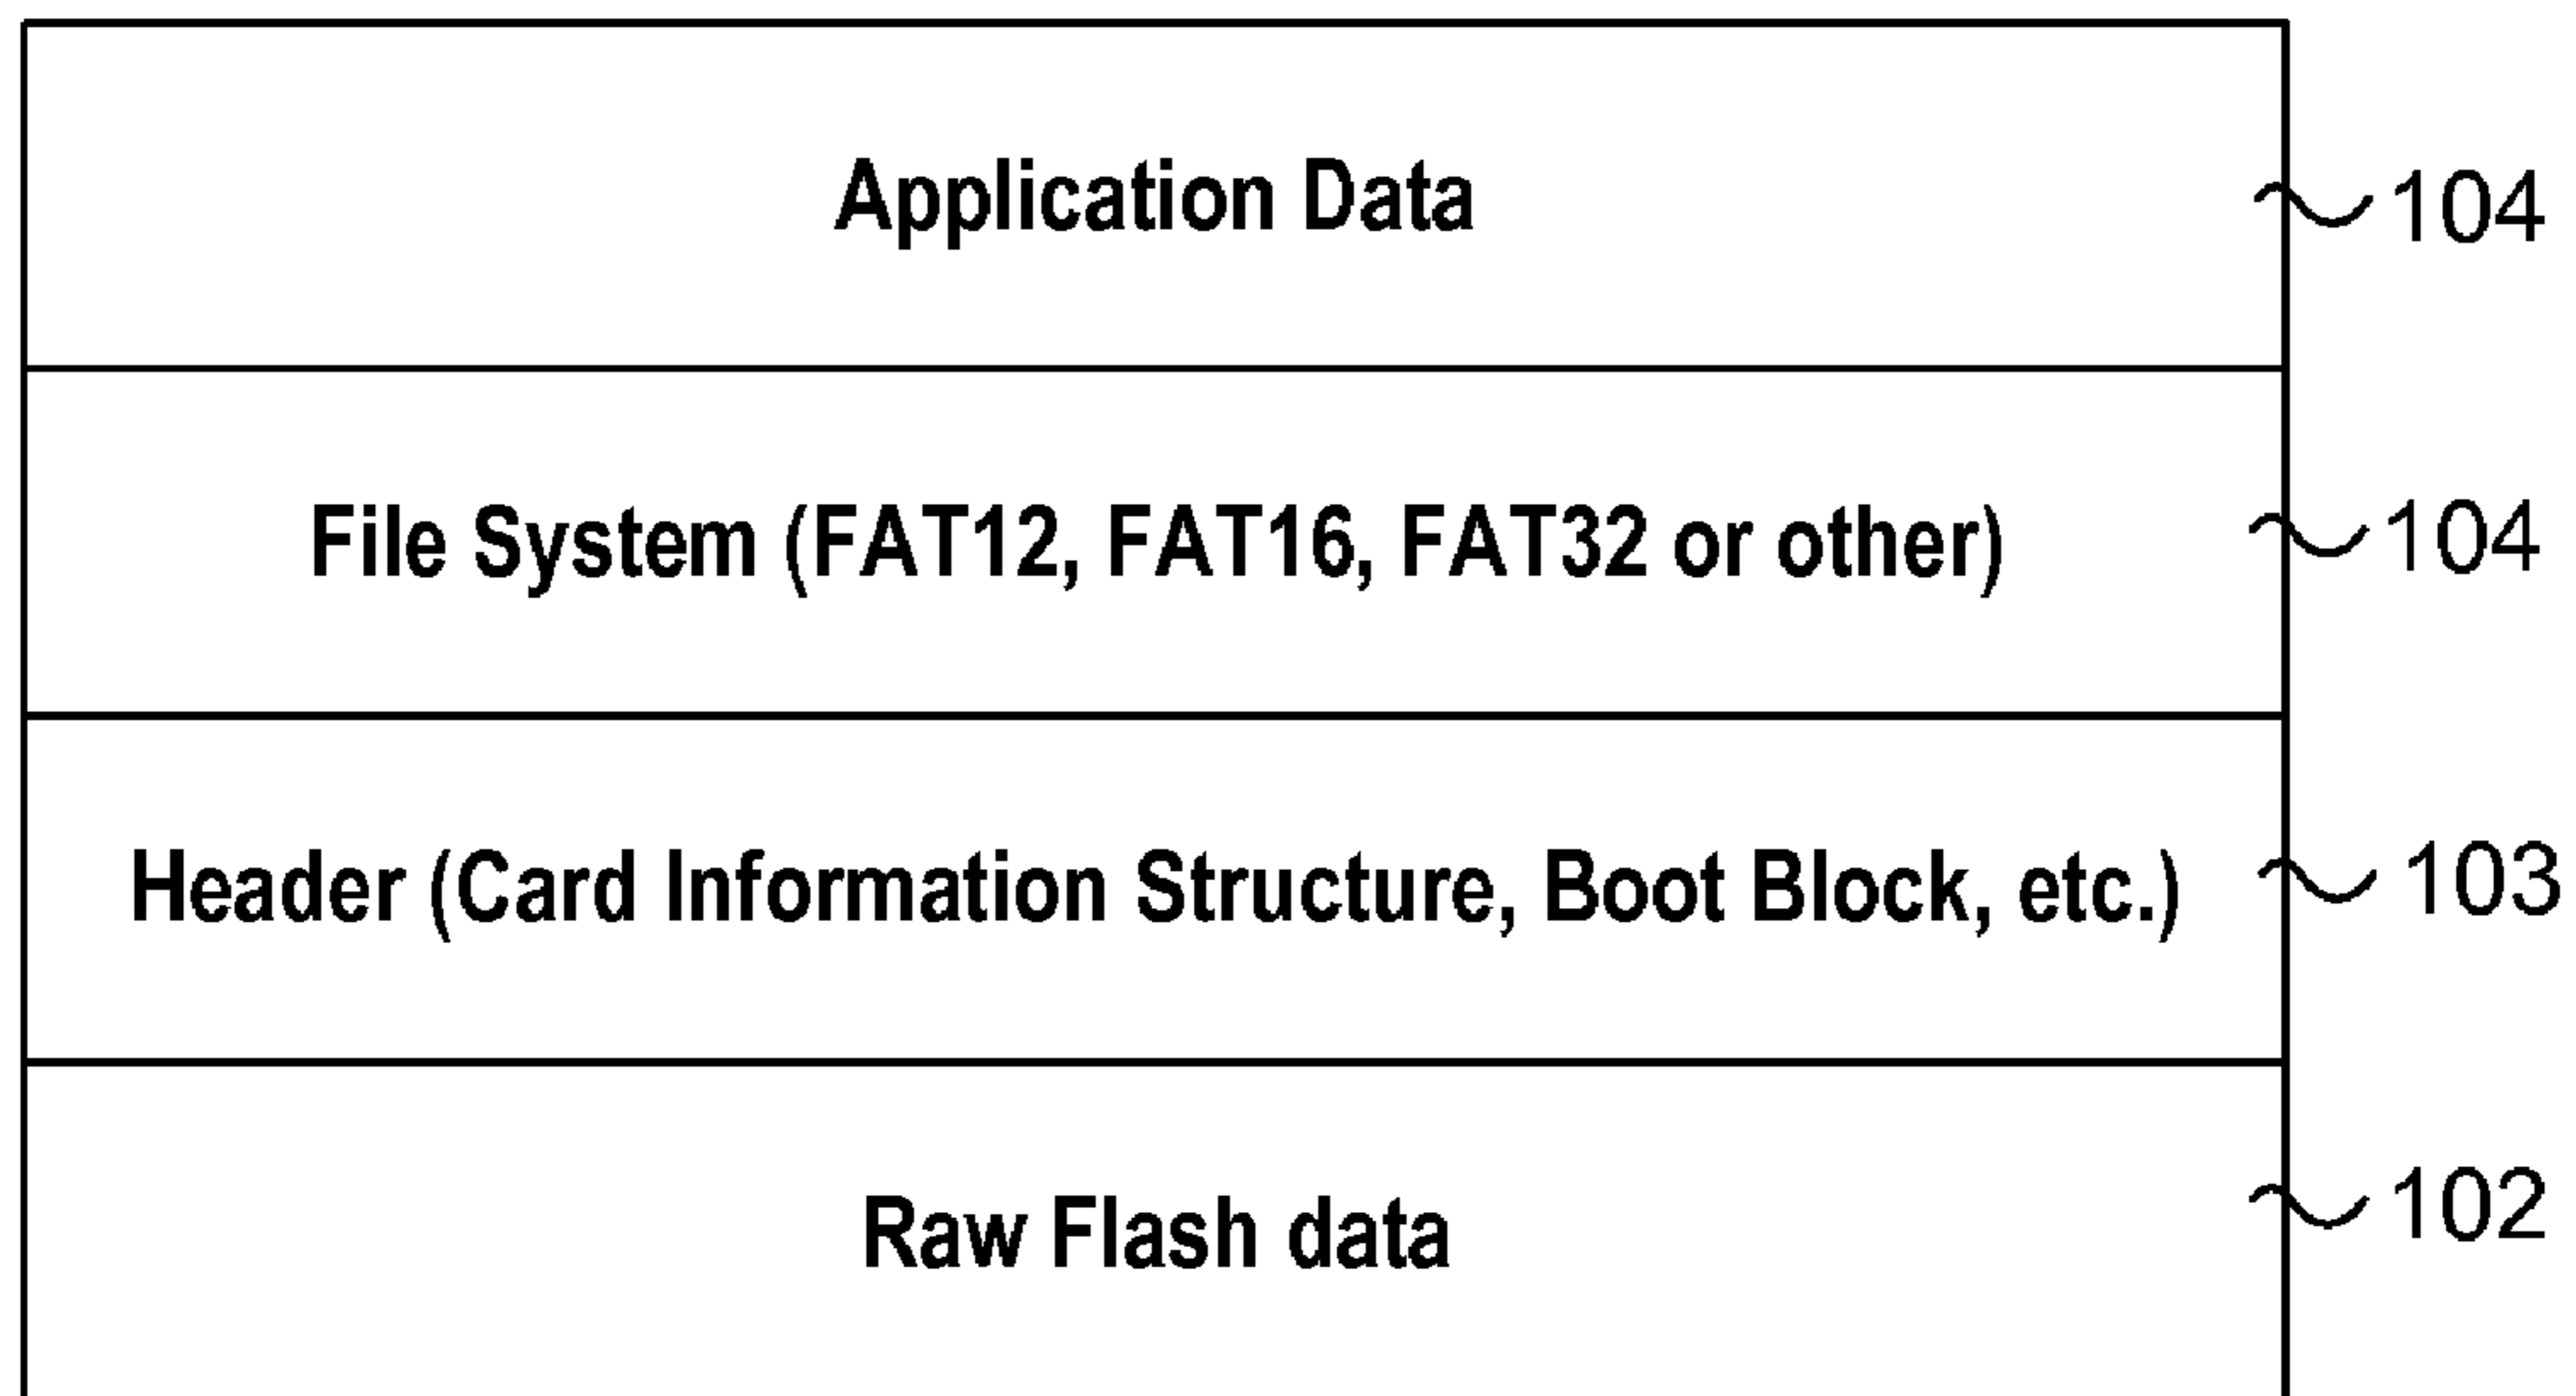 Application Data 104
File System (FAT12, FAT16, FAT32 or other) 104
Header (Card Information Structure, Boot Block, etc.) 103
Raw Flash data 102